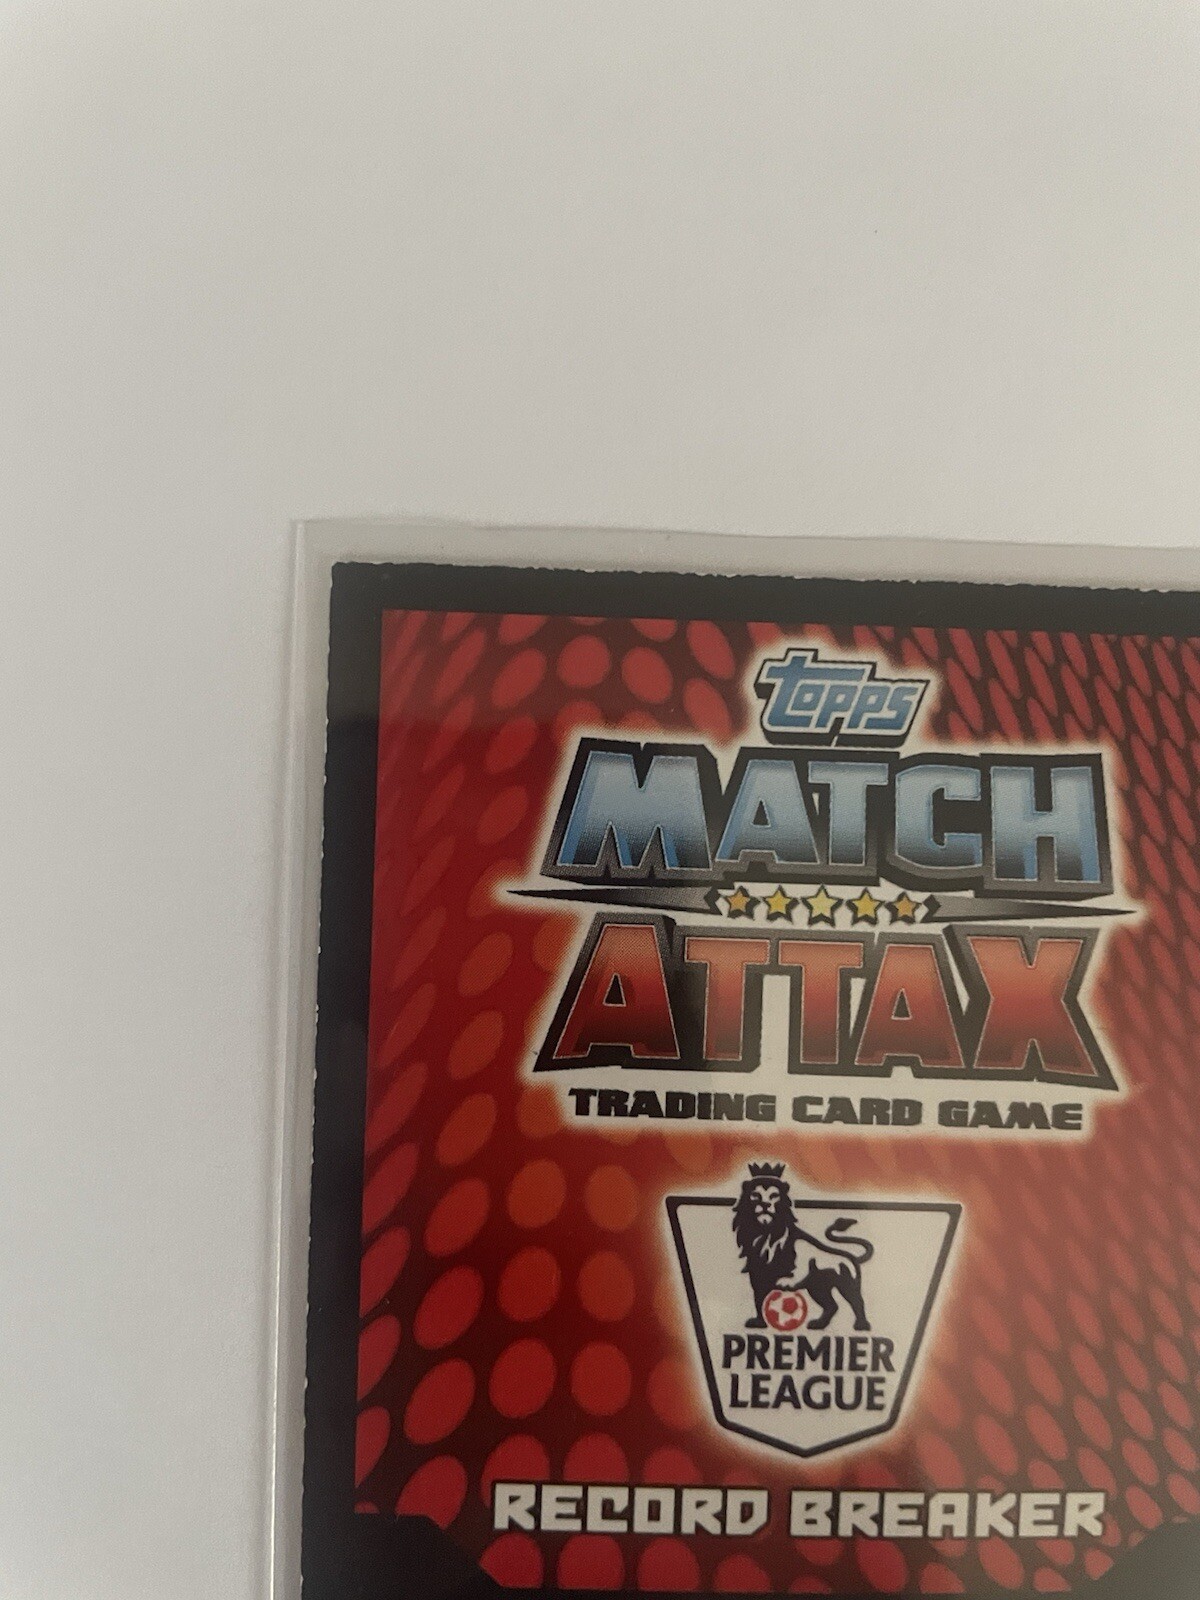 topps
MATCH
ATTAX
TRADING CARD GAME
PREMIER
LEAGUE
RECORD BREAKER